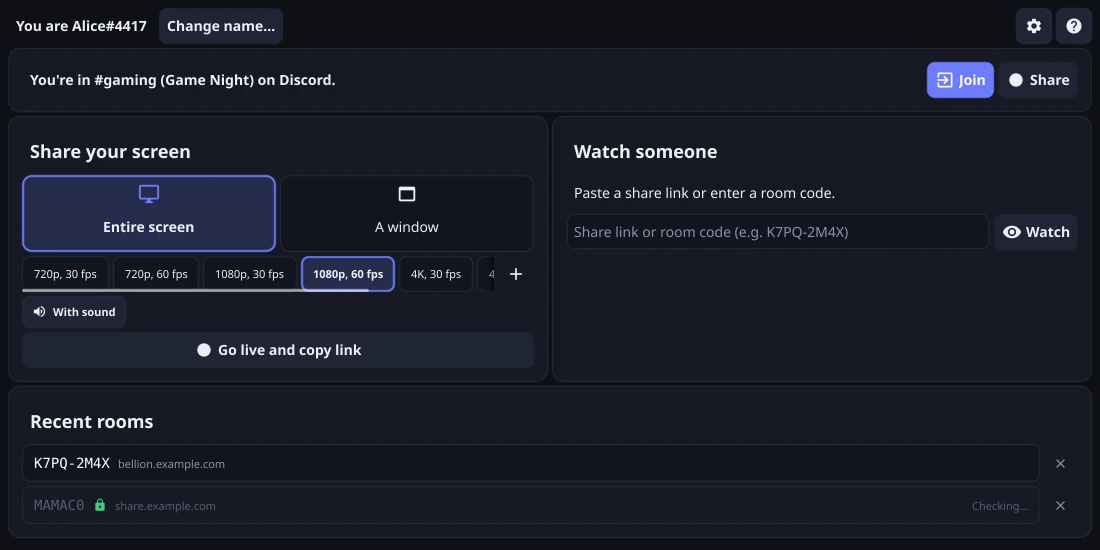 You are Alice#4417
Change name...
You're in #gaming (Game Night) on Discord.
Join
Share
Share your screen
Entire screen
A window
720p, 30 fps
720p, 60 fps
1080p, 30 fps
1080p, 60 fps
4K, 30 fps
With sound
Go live and copy link
Watch someone
Paste a share link or enter a room code.
Share link or room code (e.g. K7PQ-2M4X)
Watch
Recent rooms
K7PQ-2M4X bellion.example.com
MAMAC0 share.example.com
Checking...